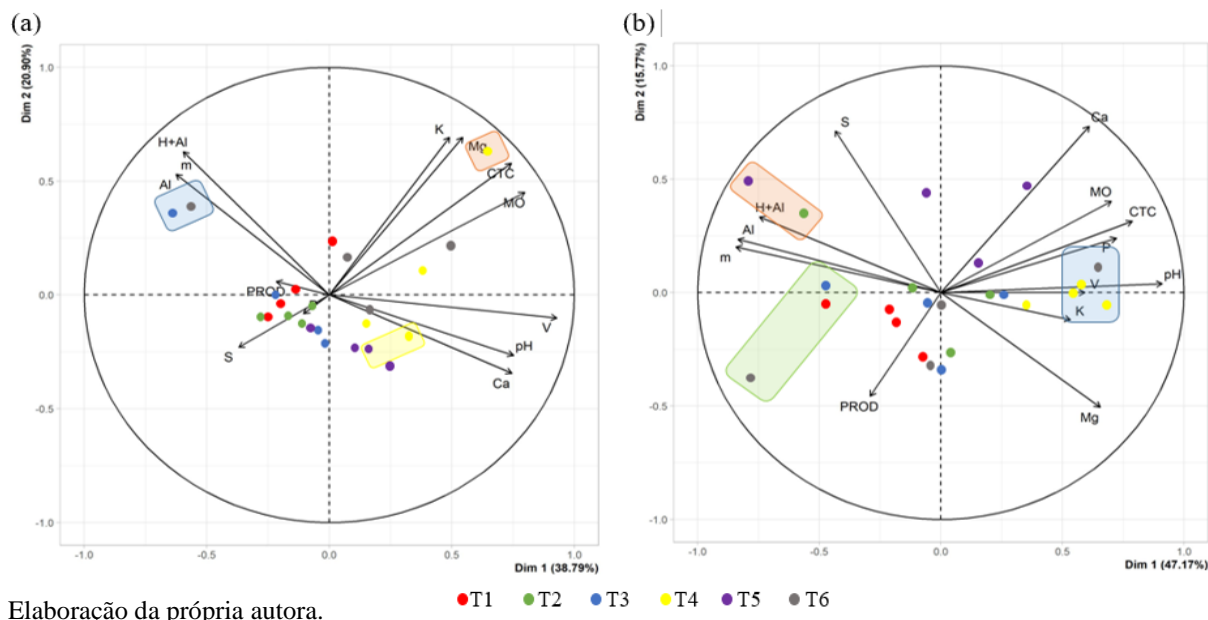 (a)
(b)
Dim 2 (20.90%)
1.0
0.5
0.0
-0.5
-1.0
H+Al
m
Al
K
Mg
CTC
MO
PROD
S
V
pH
Ca
-1.0 -0.5 0.0 0.5 1.0
Dim 1 (38.79%)
Dim 2 (15.77%)
1.0
0.5
0.0
-0.5
-1.0
S
Ca
H+Al
Al
m
MO
CTC
P
pH
V
K
PROD
Mg
-1.0 -0.5 0.0 0.5 1.0
Dim 1 (47.17%)
T1 T2 T3 T4 T5 T6
Elaboração da própria autora.